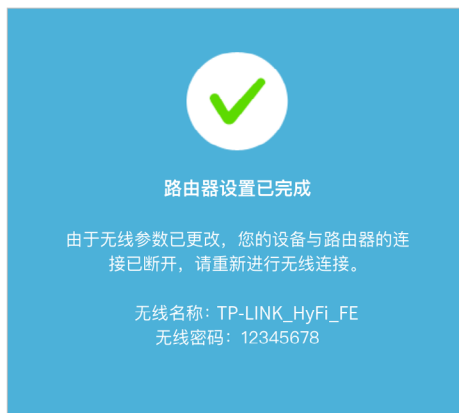 路由器设置已完成
由于无线参数已更改，您的设备与路由器的连
接已断开，请重新进行无线连接。
无线名称：TP-LINK_HyFi_FE
无线密码：12345678